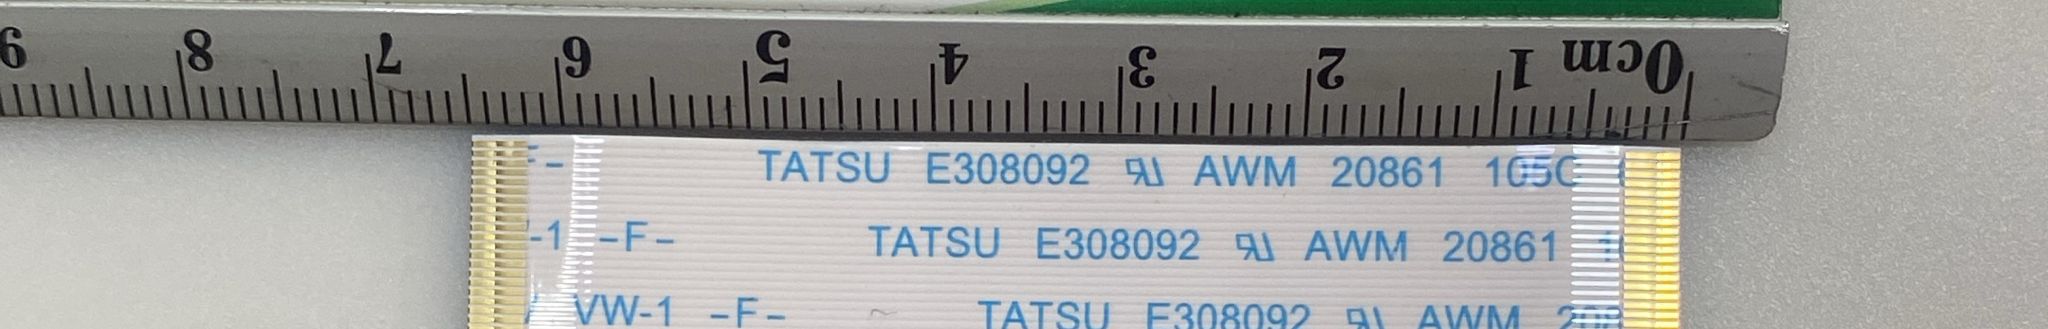 9 8 7 6 5 4 3 2 1 0cm
F- TATSU E308092 AWM 20861 105C
-1 -F- TATSU E308092 AWM 20861
VW-1 -F- TATSU E308092 AWM